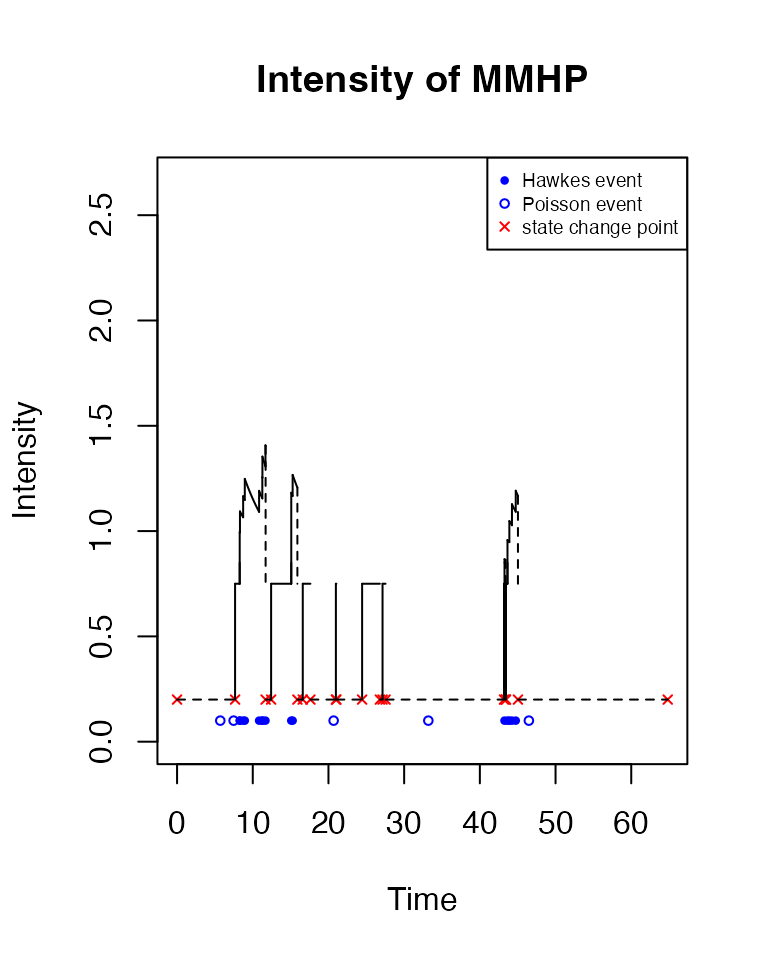 Intensity of MMHP
Hawkes event
Poisson event
state change point
2.5
2.0
1.5
1.0
0.5
0.0
Intensity
0 10 20 30 40 50 60
Time